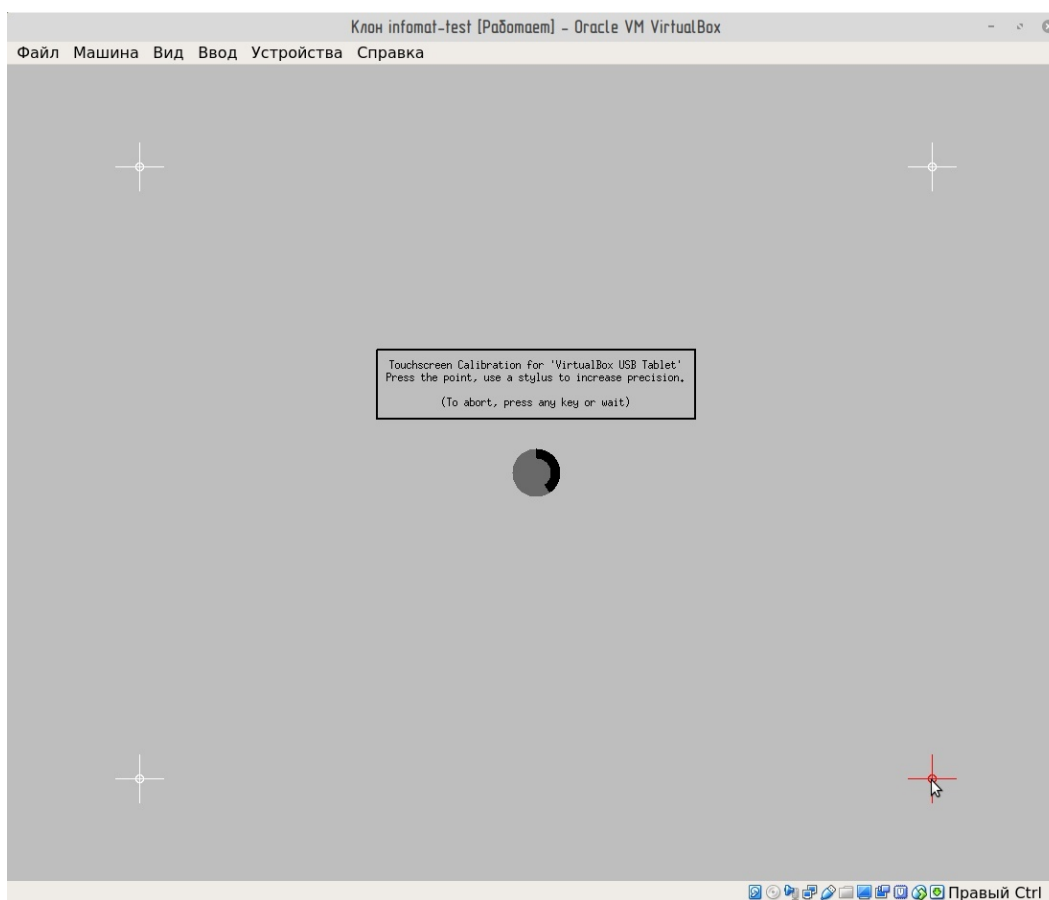 Клон infomat-test [Работает] - Oracle VM VirtualBox
Файл Машина Вид Ввод Устройства Справка
Touchscreen Calibration for 'VirtualBox USB Tablet'
Press the point, use a stylus to increase precision.
(To abort, press any key or wait)
Правый Ctrl